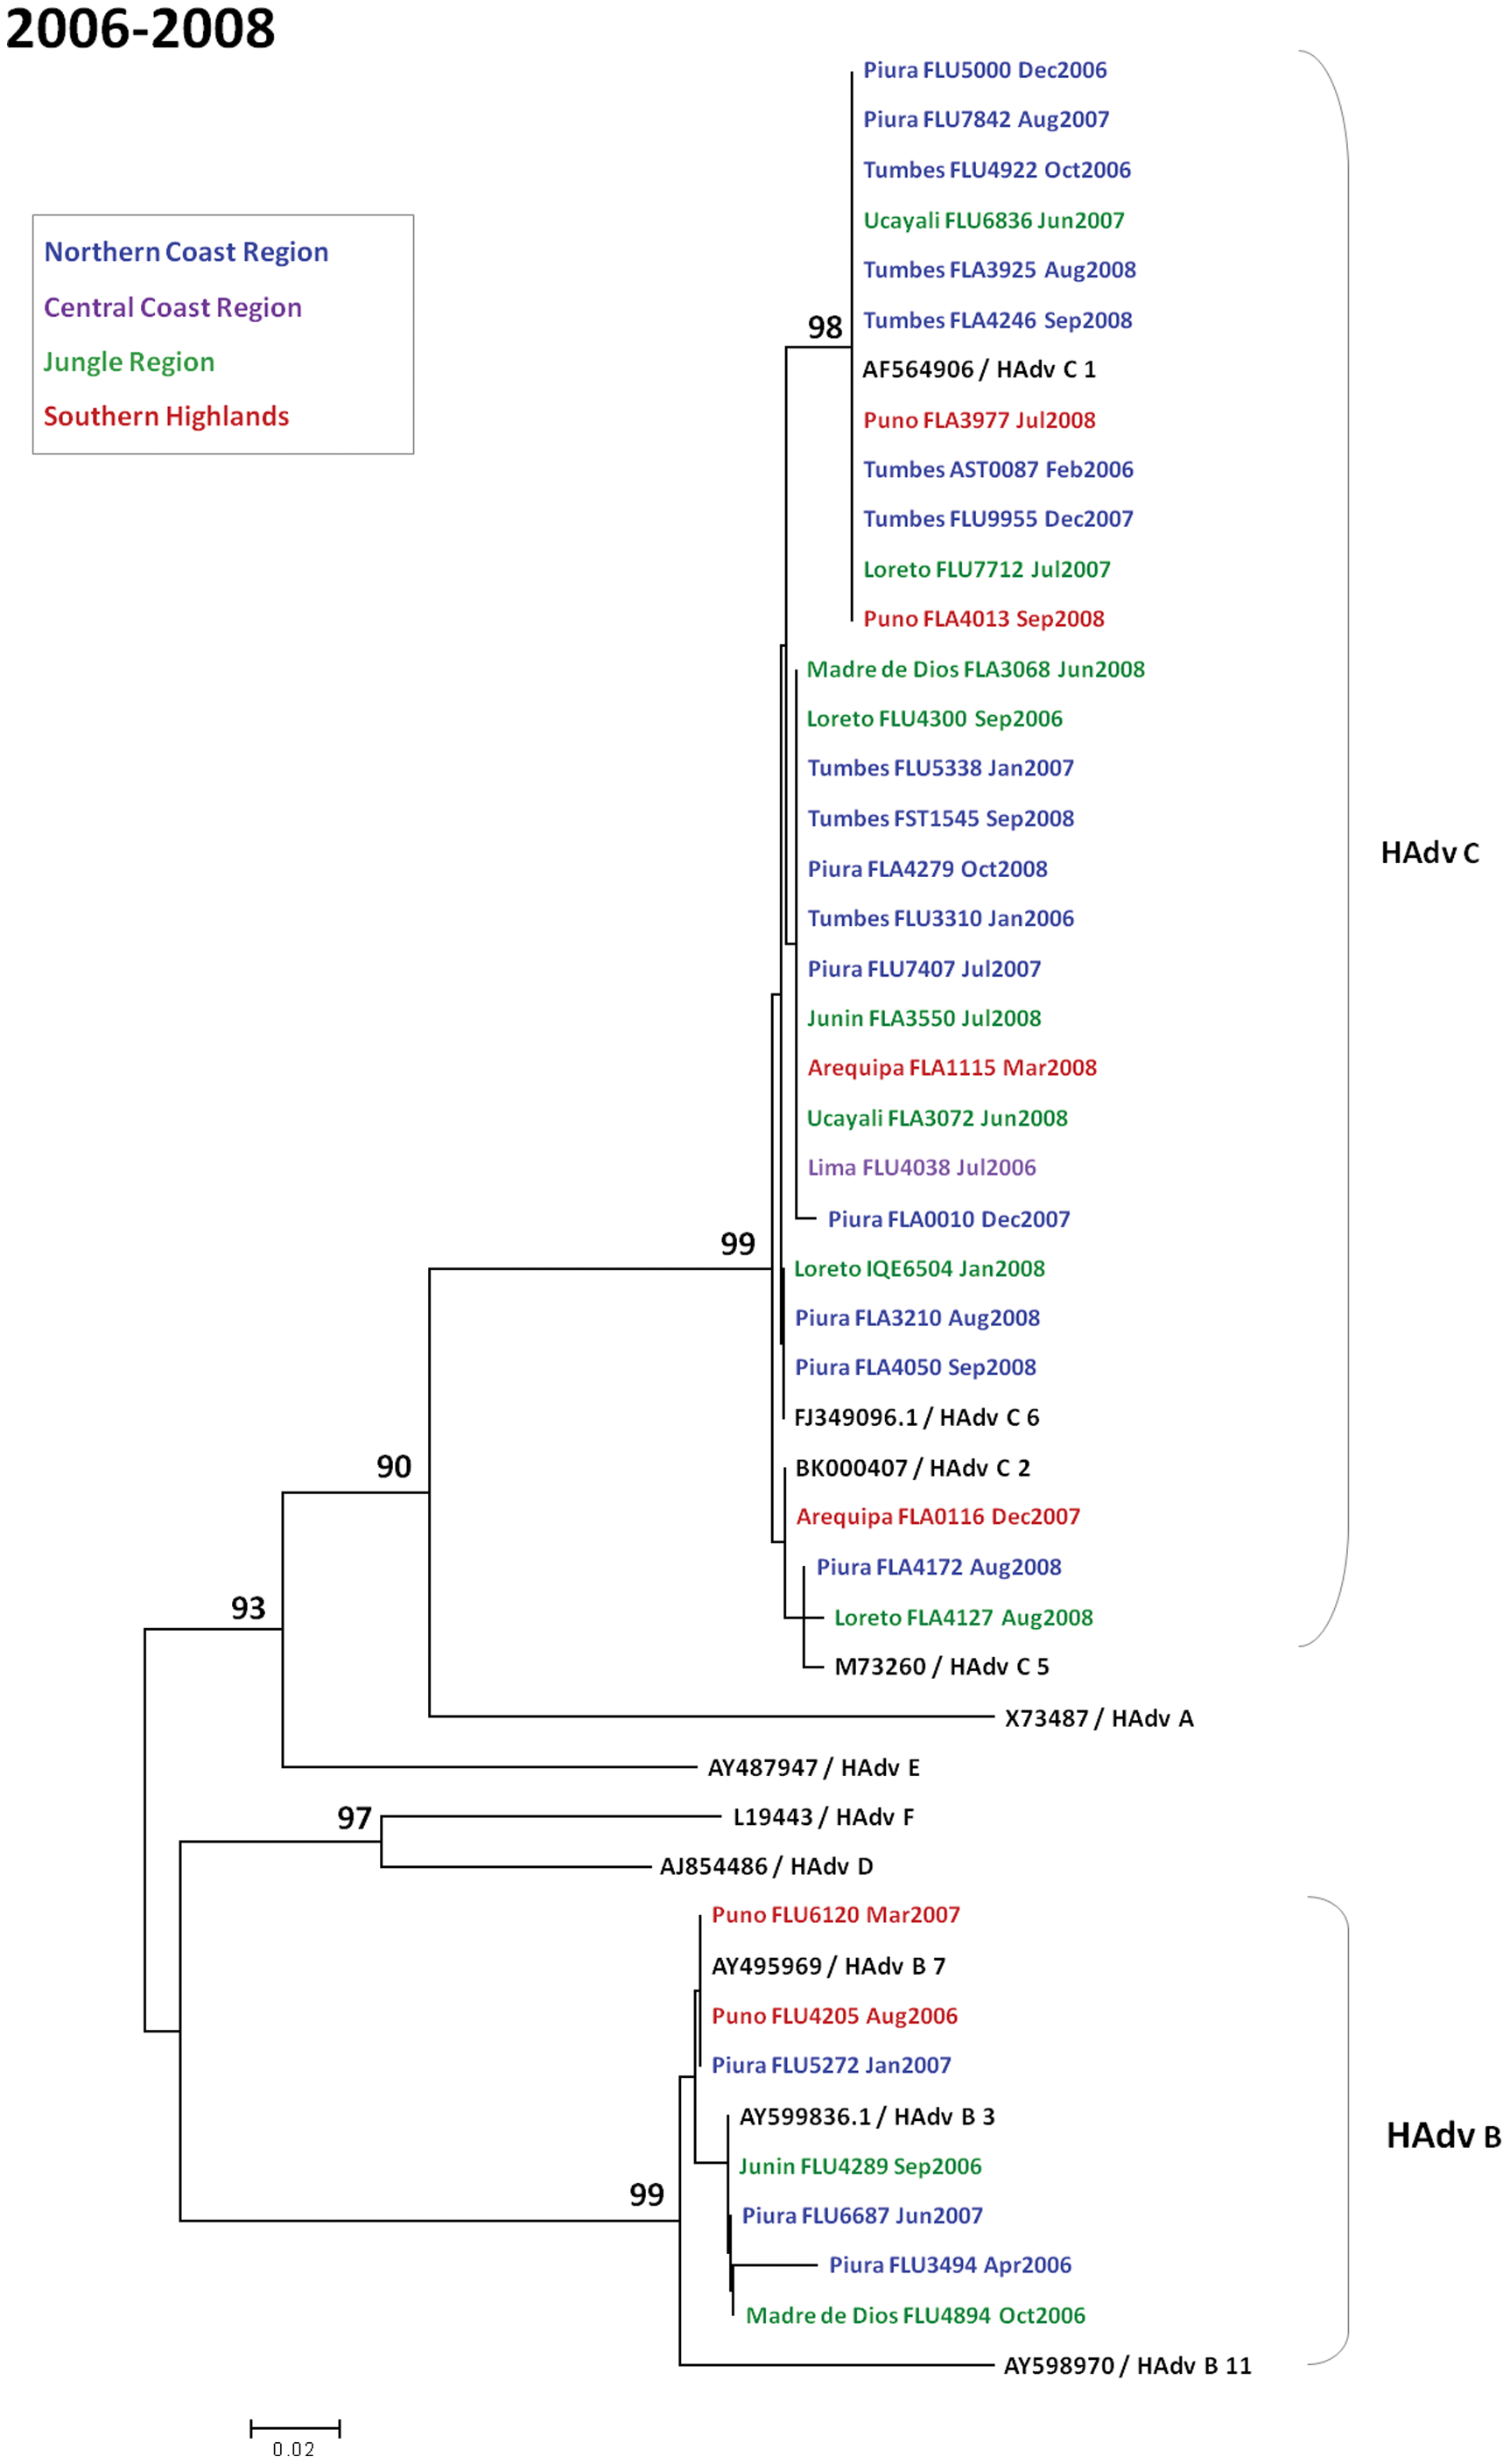 2006-2008
Northern Coast Region
Central Coast Region
Jungle Region
Southern Highlands
Piura FLU5000 Dec2006
Piura FLU7842 Aug2007
Tumbes FLU4922 Oct2006
Ucayali FLU6836 Jun2007
Tumbes FLA3925 Aug2008
Tumbes FLA4246 Sep2008
98
AF564906 / HAdv C 1
Puno FLA3977 Jul2008
Tumbes AST0087 Feb2006
Tumbes FLU9955 Dec2007
Loreto FLU7712 Jul2007
Puno FLA4013 Sep2008
Madre de Dios FLA3068 Jun2008
Loreto FLU4300 Sep2006
Tumbes FLU5338 Jan2007
Tumbes FST1545 Sep2008
HAdv C
Piura FLA4279 Oct2008
Tumbes FLU3310 Jan2006
Piura FLU7407 Jul2007
Junin FLA3550 Jul2008
Arequipa FLA1115 Mar2008
Ucayali FLA3072 Jun2008
Lima FLU4038 Jul2006
Piura FLA0010 Dec2007
99
Loreto IQE6504 Jan2008
Piura FLA3210 Aug2008
Piura FLA4050 Sep2008
FJ349096.1 / HAdv C 6
90
BK000407 / HAdv C 2
Arequipa FLA0116 Dec2007
Piura FLA4172 Aug2008
93
Loreto FLA4127 Aug2008
M73260 / HAdv C 5
X73487 / HAdv A
AY487947 / HAdv E
97
L19443 / HAdv F
AJ854486 / HAdv D
Puno FLU6120 Mar2007
AY495969 / HAdv B 7
Puno FLU4205 Aug2006
Piura FLU5272 Jan2007
AY599836.1 / HAdv B 3
HAdv B
Junin FLU4289 Sep2006
99
Piura FLU6687 Jun2007
Piura FLU3494 Apr2006
Madre de Dios FLU4894 Oct2006
AY598970 / HAdv B 11
0.02